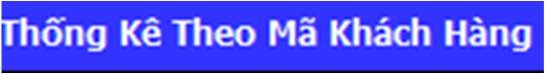 Thống Kê Theo Mã Khách Hàng